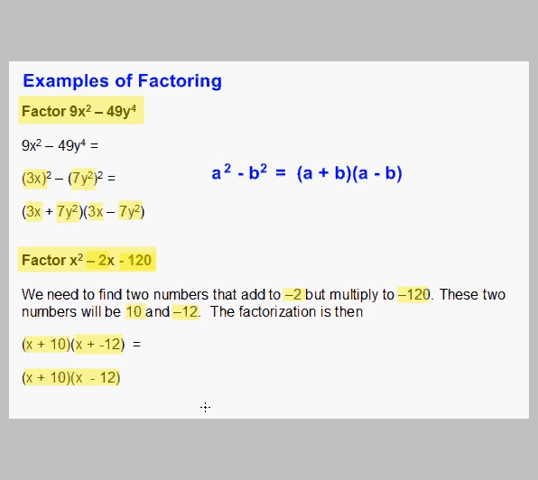 Examples of Factoring
Factor 9x² – 49y⁴
9x² – 49y⁴ =
(3x)² – (7y²)² =
a² - b² = (a + b)(a - b)
(3x + 7y²)(3x – 7y²)
Factor x² – 2x - 120
We need to find two numbers that add to –2 but multiply to –120. These two
numbers will be 10 and –12. The factorization is then
(x + 10)(x + -12) =
(x + 10)(x - 12)